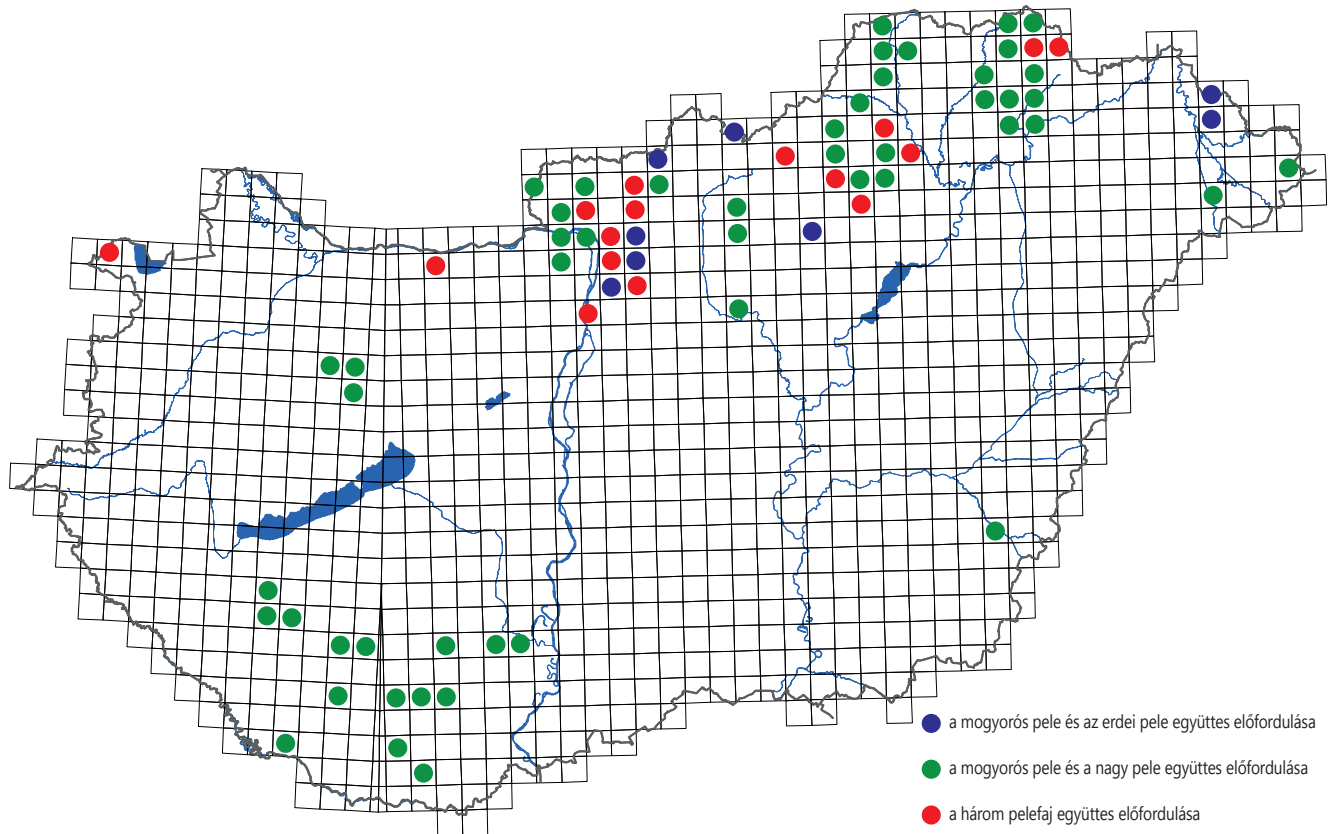 a mogyorós pele és az erdei pele együttes előfordulása
a mogyorós pele és a nagy pele együttes előfordulása
a három pelefaj együttes előfordulása